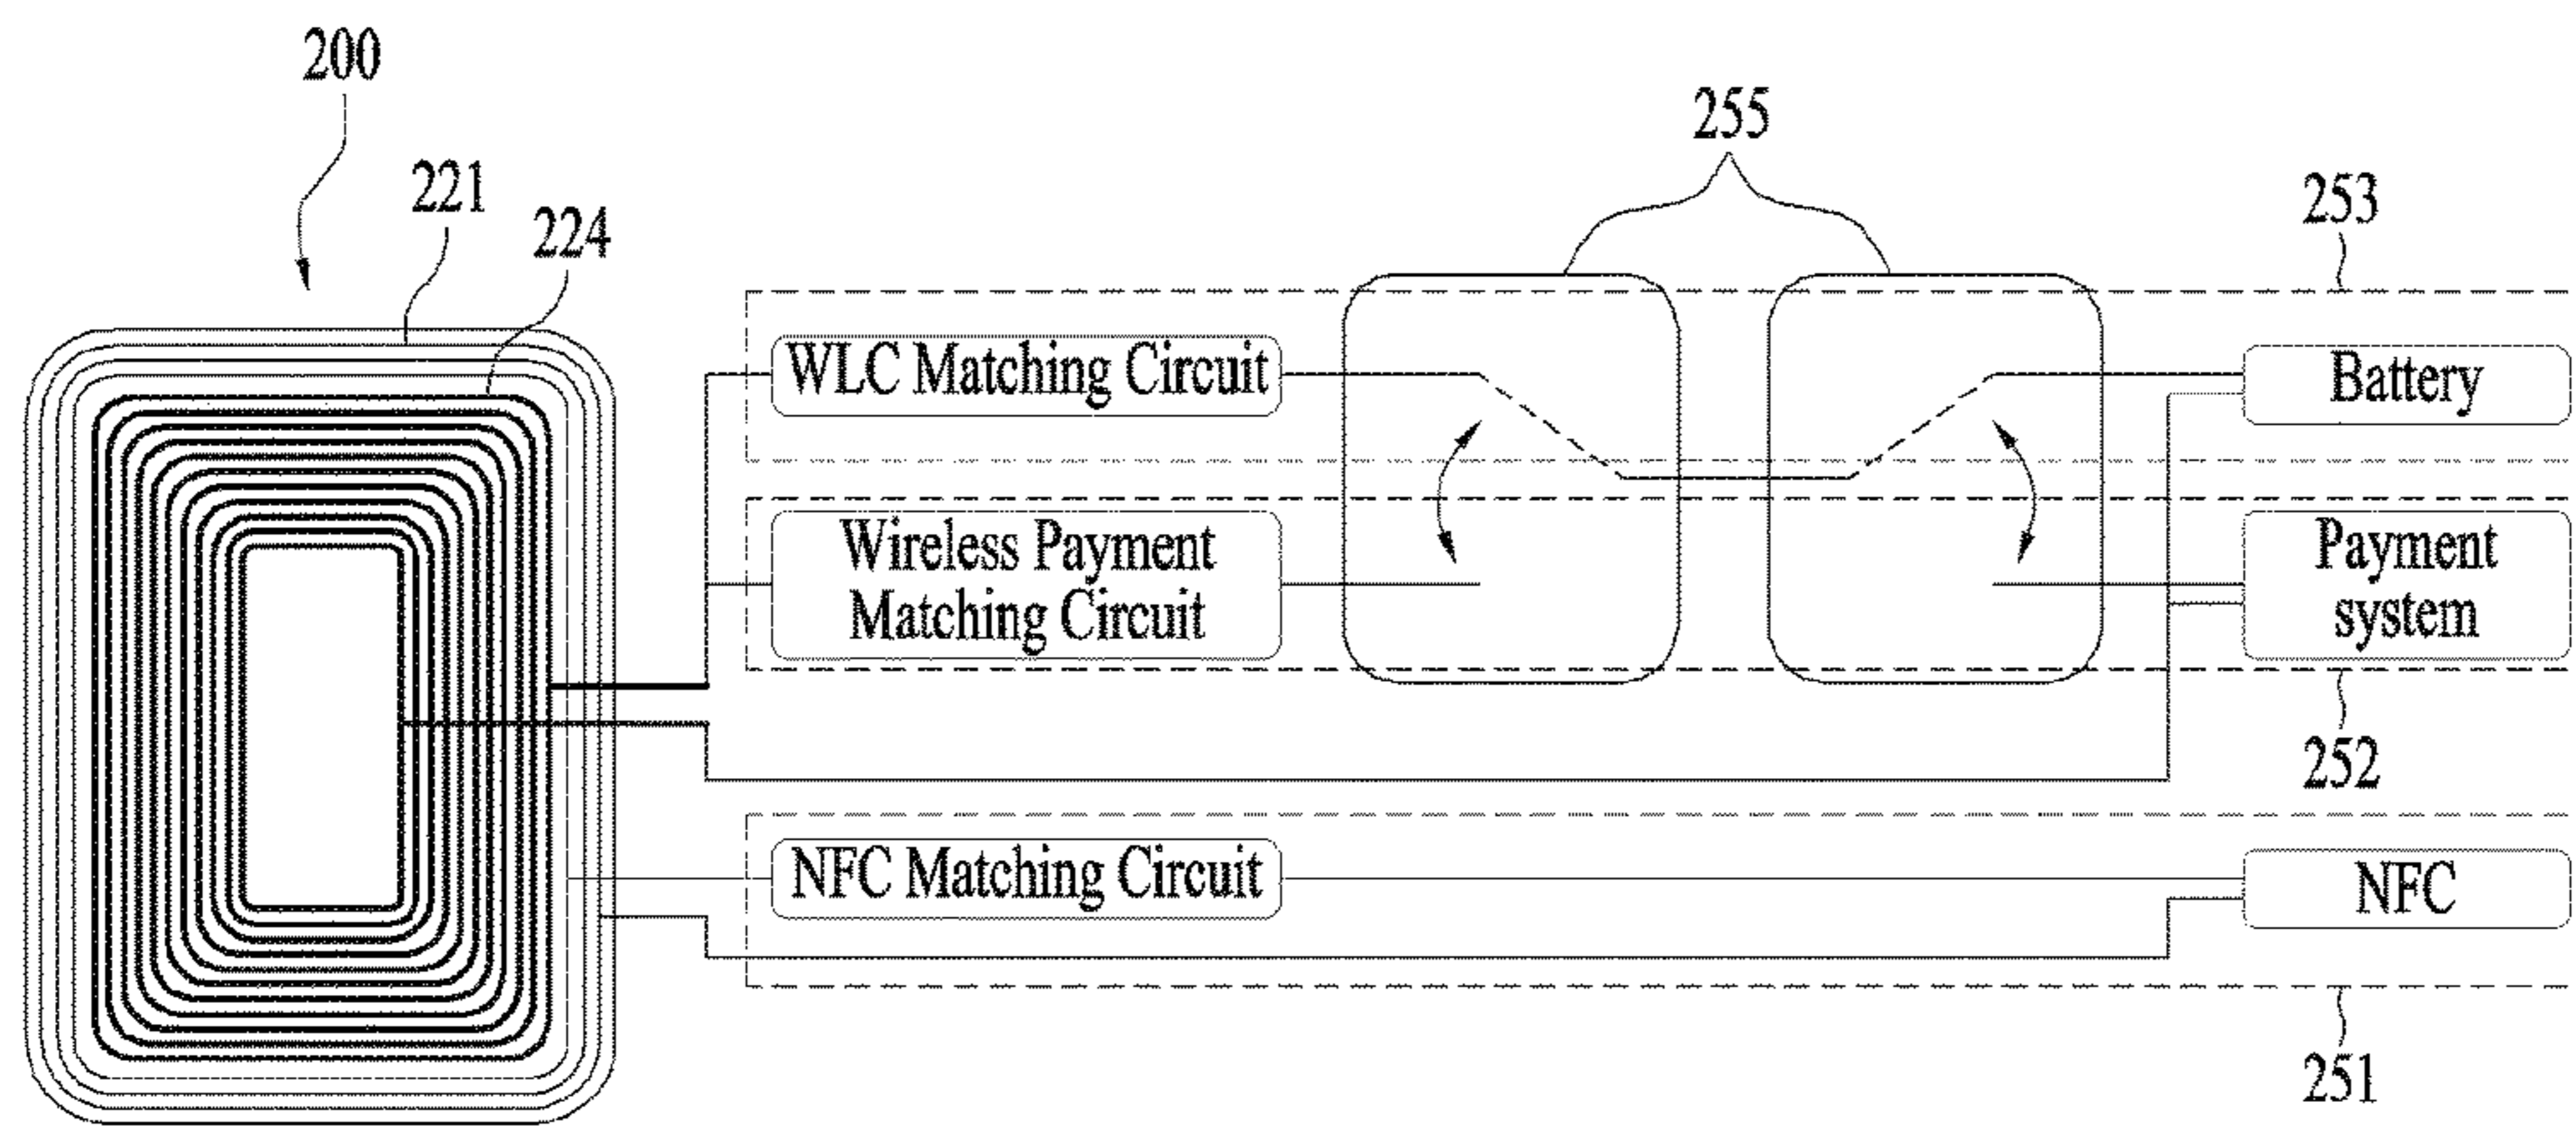 200
221
224
255
253
WLC Matching Circuit
Battery
Wireless Payment
Matching Circuit
Payment
system
252
NFC Matching Circuit
NFC
251